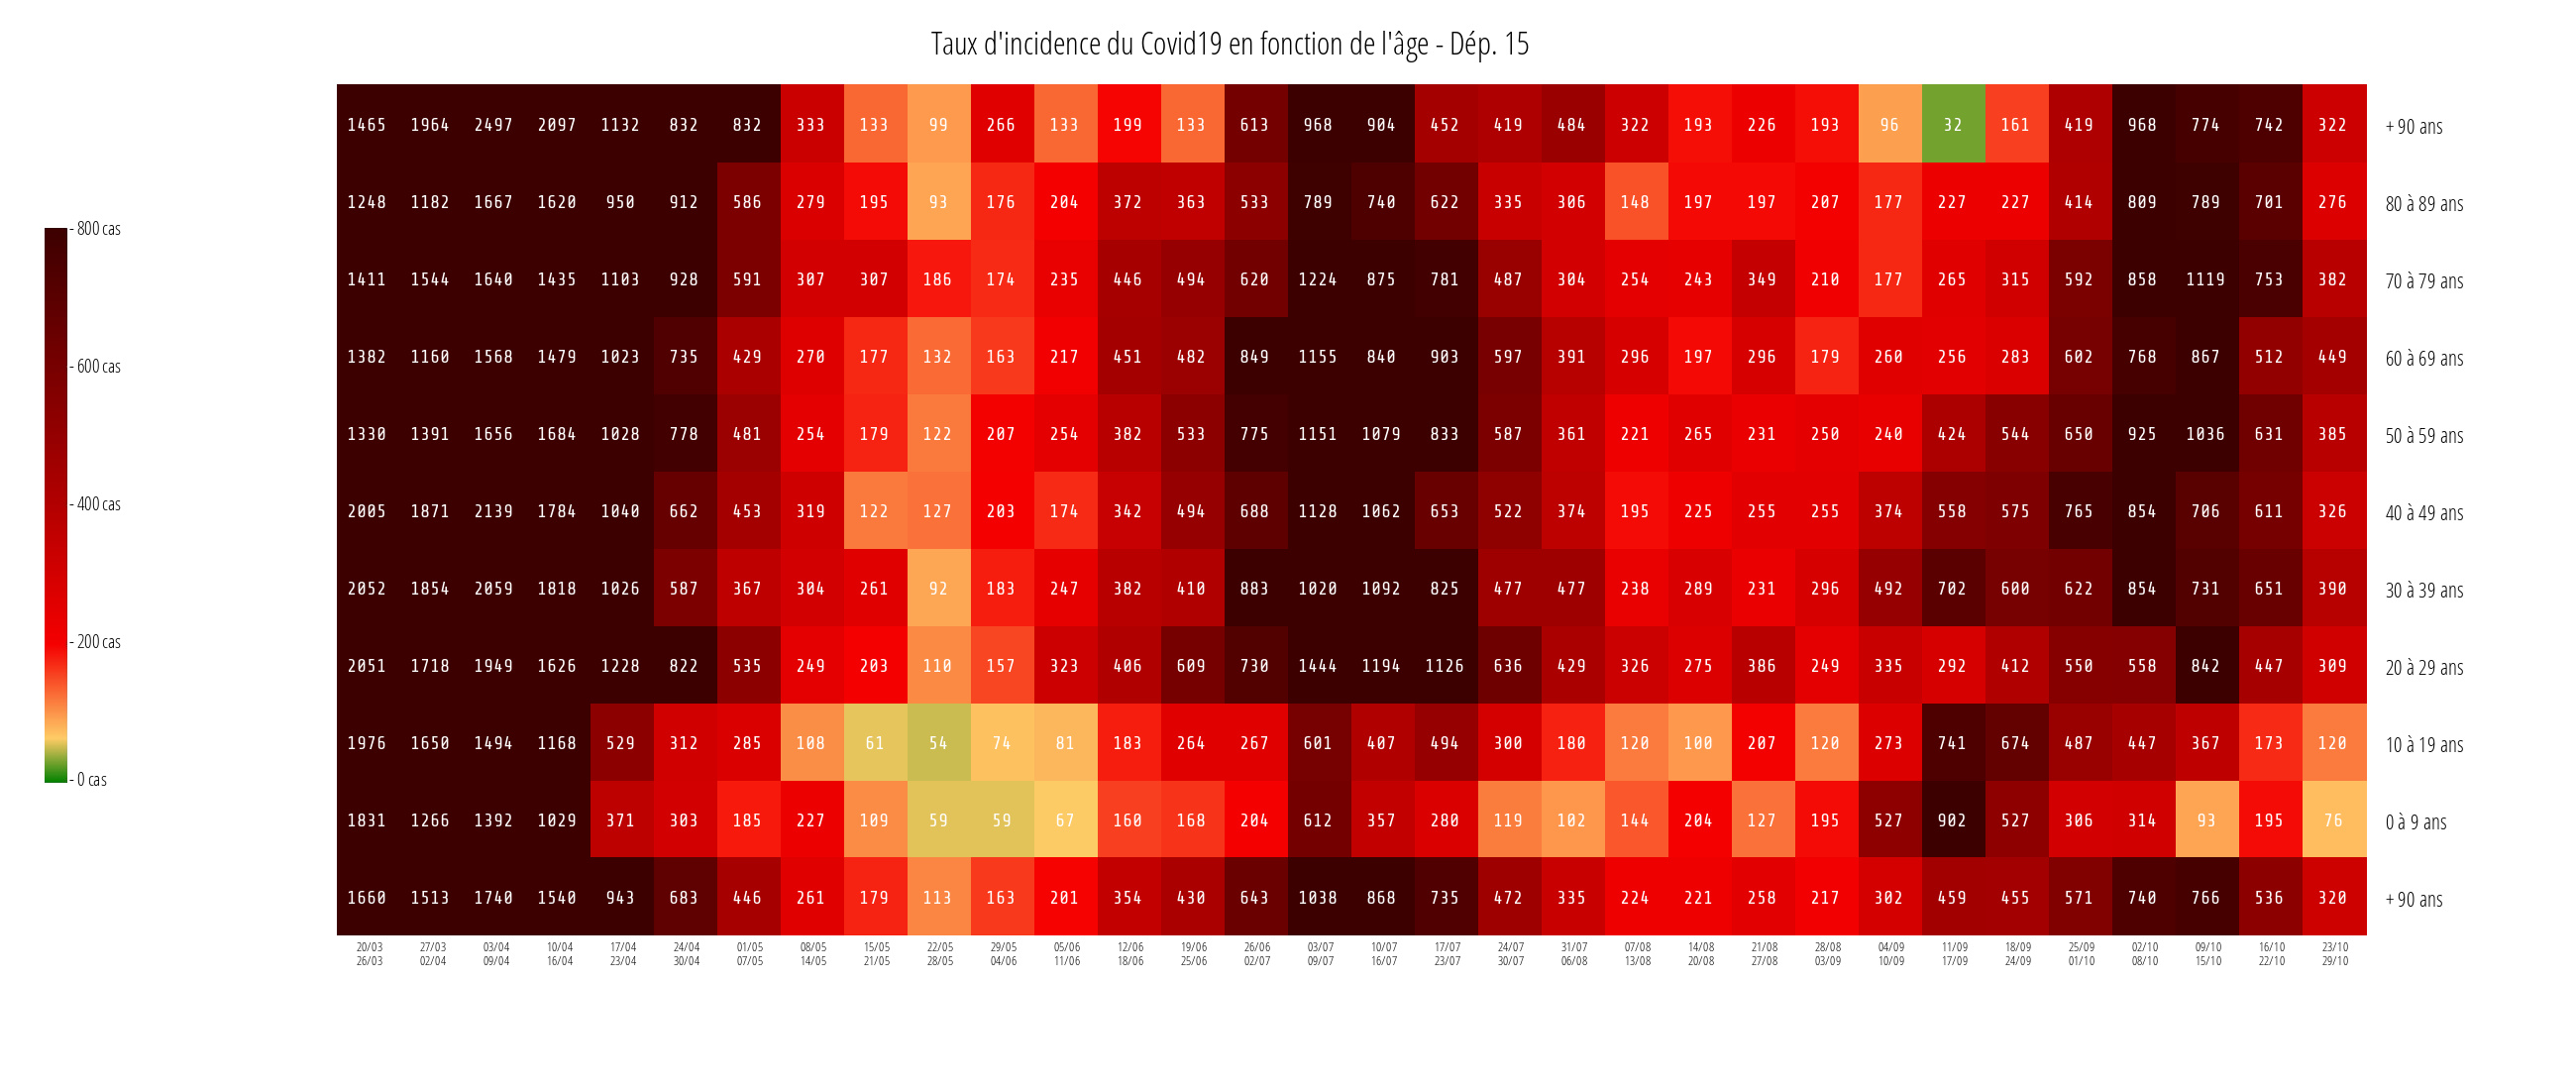 Taux d'incidence du Covid19 en fonction de l'âge - Dép. 15
1465 1964 2497 2097 1132 832 832 333 133 99 266 133 199 133 613 968 904 452 419 484 322 193 226 193 96 32 161 419 968 774 742 322 + 90 ans
1248 1182 1667 1620 950 912 586 279 195 93 176 204 372 363 533 789 740 622 335 306 148 197 197 207 177 227 227 414 809 789 701 276 80 à 89 ans
- 800 cas
1411 1544 1640 1435 1103 928 591 307 307 186 174 235 446 494 620 1224 875 781 487 304 254 243 349 210 177 265 315 592 858 1119 753 382 70 à 79 ans
1382 1160 1568 1479 1023 735 429 270 177 132 163 217 451 482 849 1155 840 903 597 391 296 197 296 179 260 256 283 602 768 867 512 449 60 à 69 ans
- 600 cas
1330 1391 1656 1684 1028 778 481 254 179 122 207 254 382 533 775 1151 1079 833 587 361 221 265 231 250 240 424 544 650 925 1036 631 385 50 à 59 ans
- 400 cas
2005 1871 2139 1784 1040 662 453 319 122 127 203 174 342 494 688 1128 1062 653 522 374 195 225 255 255 374 558 575 765 854 706 611 326 40 à 49 ans
2052 1854 2059 1818 1026 587 367 304 261 92 183 247 382 410 883 1020 1092 825 477 477 238 289 231 296 492 702 600 622 854 731 651 390 30 à 39 ans
- 200 cas
2051 1718 1949 1626 1228 822 535 249 203 110 157 323 406 609 730 1444 1194 1126 636 429 326 275 386 249 335 292 412 550 558 842 447 309 20 à 29 ans
1976 1650 1494 1168 529 312 285 108 61 54 74 81 183 264 267 601 407 494 300 180 120 100 207 120 273 741 674 487 447 367 173 120 10 à 19 ans
- 0 cas
1831 1266 1392 1029 371 303 185 227 109 59 59 67 160 168 204 612 357 280 119 102 144 204 127 195 527 902 527 306 314 93 195 76 0 à 9 ans
1660 1513 1740 1540 943 683 446 261 179 113 163 201 354 430 643 1038 868 735 472 335 224 221 258 217 302 459 455 571 740 766 536 320 + 90 ans
20/03 27/03 03/04 10/04 17/04 24/04 01/05 08/05 15/05 22/05 29/05 05/06 12/06 19/06 26/06 03/07 10/07 17/07 24/07 31/07 07/08 14/08 21/08 28/08 04/09 11/09 18/09 25/09 02/10 09/10 16/10 23/10
26/03 02/04 09/04 16/04 23/04 30/04 07/05 14/05 21/05 28/05 04/06 11/06 18/06 25/06 02/07 09/07 16/07 23/07 30/07 06/08 13/08 20/08 27/08 03/09 10/09 17/09 24/09 01/10 08/10 15/10 22/10 29/10